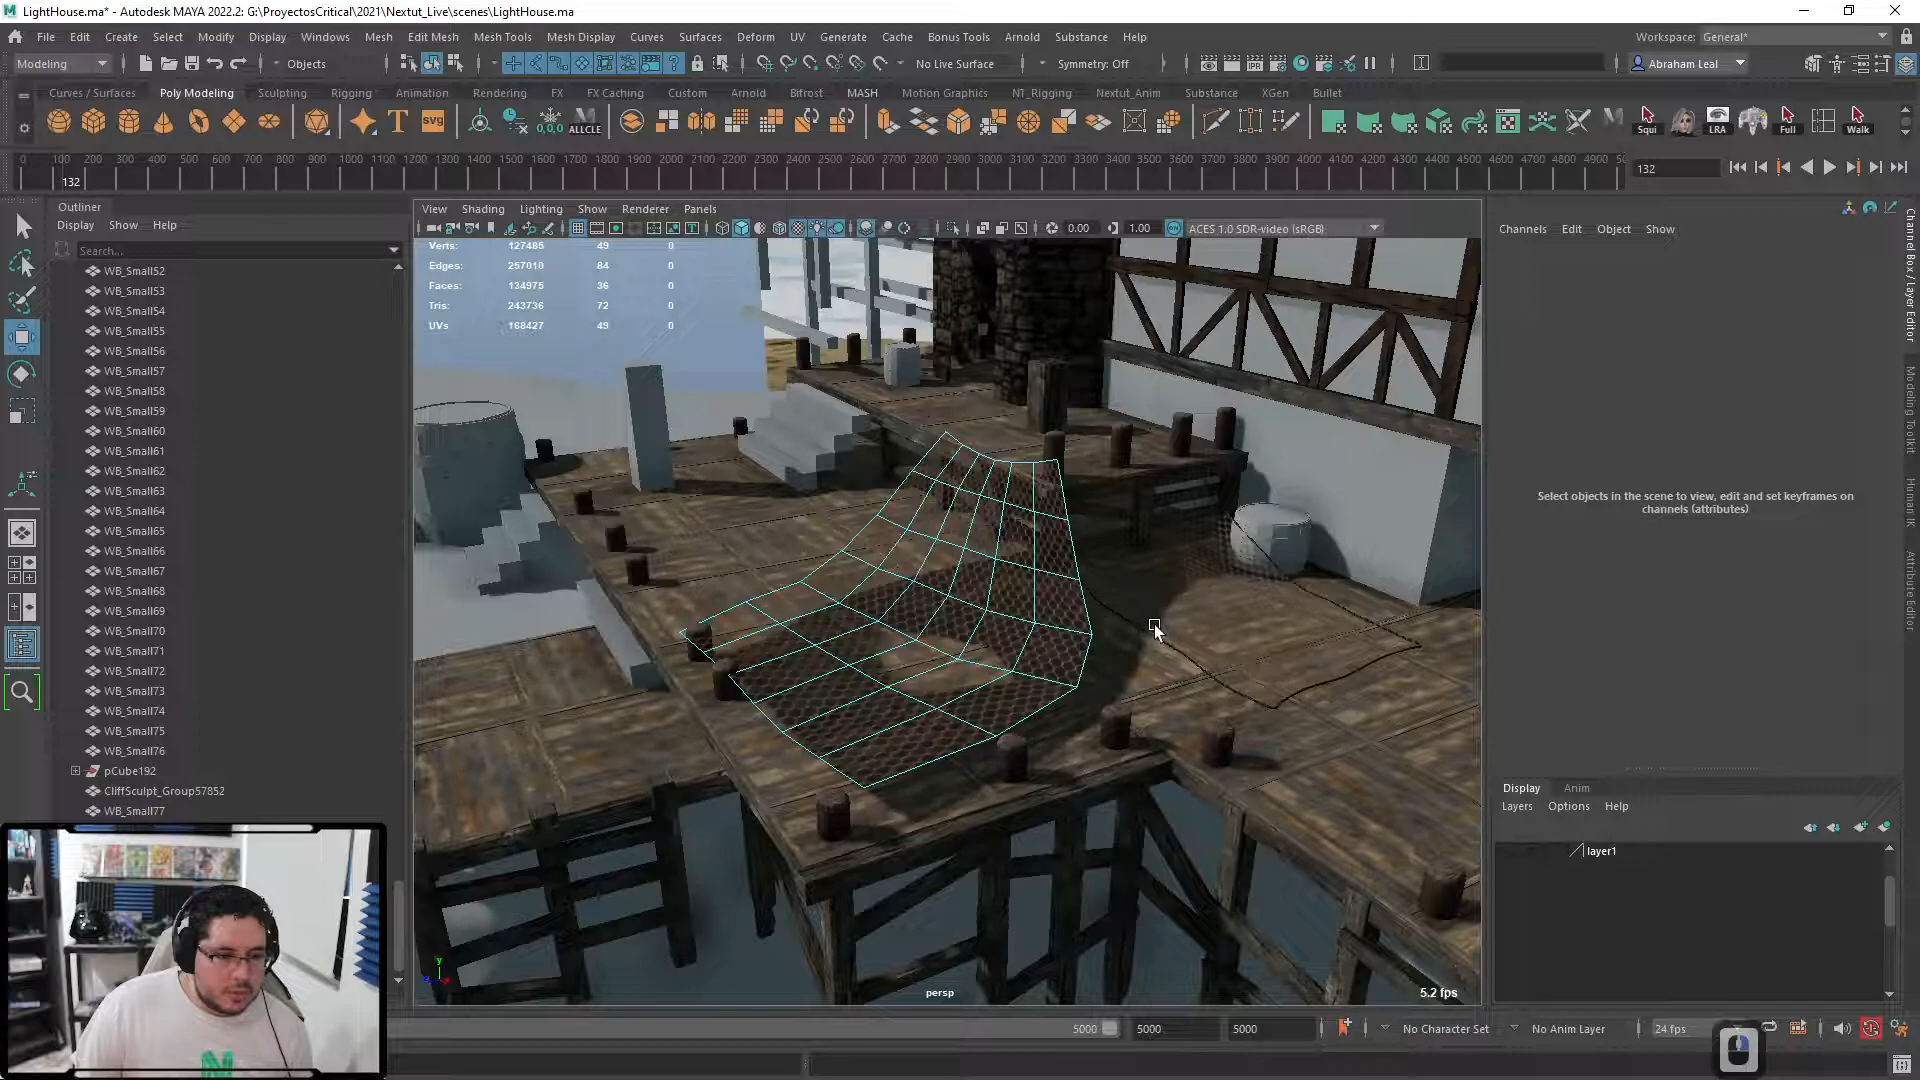 LightHouse.ma* - Autodesk MAYA 2022.2: G:\ProyectosCritical\2021\Nextut_Live\scenes\LightHouse.ma
File Edit Create Select Modify Display Windows Mesh Edit Mesh Mesh Tools Mesh Display Curves Surfaces Deform UV Generate Cache Bonus Tools Arnold Substance Help
Workspace: General*
Modeling Objects No Live Surface Symmetry: Off Abraham Leal
Curves / Surfaces Poly Modeling Sculpting Rigging Animation Rendering FX FX Caching Custom Arnold Bifrost MASH Motion Graphics NT_Rigging Nextut_Anim Substance XGen Bullet
SVG ALLCLE Squi LRA Full Walk
0 100 200 300 400 500 600 700 800 900 1000 1100 1200 1300 1400 1500 1600 1700 1800 1900 2000 2100 2200 2300 2400 2500 2600 2700 2800 2900 3000 3100 3200 3300 3400 3500 3600 3700 3800 3900 4000 4100 4200 4300 4400 4500 4600 4700 4800 4900
132
132
Outliner
Display Show Help
Search...
WB_Small52
WB_Small53
WB_Small54
WB_Small55
WB_Small56
WB_Small57
WB_Small58
WB_Small59
WB_Small60
WB_Small61
WB_Small62
WB_Small63
WB_Small64
WB_Small65
WB_Small66
WB_Small67
WB_Small68
WB_Small69
WB_Small70
WB_Small71
WB_Small72
WB_Small73
WB_Small74
WB_Small75
WB_Small76
pCube192
CliffSculpt_Group57852
WB_Small77
View Shading Lighting Show Renderer Panels
0.00 1.00 ACES 1.0 SDR-video (sRGB)
Verts: 127485 49 0
Edges: 257010 84 0
Faces: 134975 36 0
Tris: 243736 72 0
UVs 168427 49 0
persp
5.2 fps
Channels Edit Object Show
Select objects in the scene to view, edit and set keyframes on
channels (attributes)
Channel Box / Layer Editor
Modeling Toolkit
Human IK
Attribute Editor
Display Anim
Layers Options Help
layer1
5000 5000 5000 No Character Set No Anim Layer 24 fps